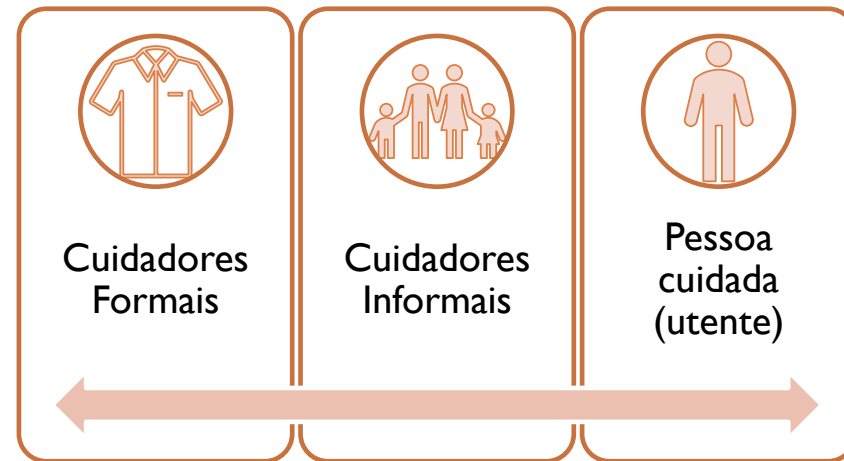 Cuidadores
Formais
Cuidadores
Informais
Pessoa
cuidada
(utente)